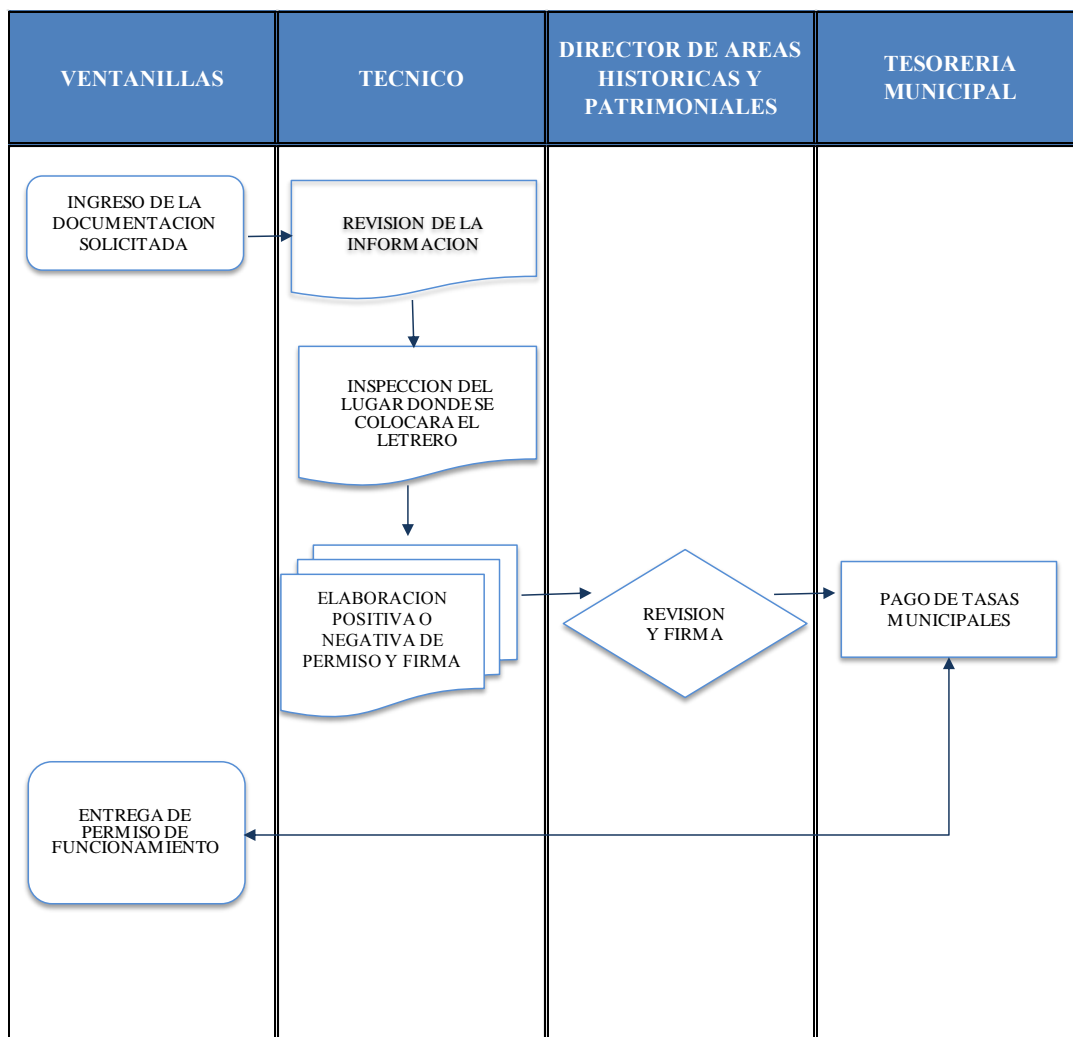 VENTANILLAS
TECNICO
DIRECTOR DE AREAS
HISTORICAS Y
PATRIMONIALES
TESORERIA
MUNICIPAL
INGRESO DE LA
DOCUMENTACION
SOLICITADA
REVISION DE LA
INFORMACION
INSPECCION DEL
LUGAR DONDE SE
COLOCARA EL
LETRERO
ELABORACION
POSITIVA O
NEGATIVA DE
PERMISO Y FIRMA
REVISION
Y FIRMA
PAGO DE TASAS
MUNICIPALES
ENTREGA DE
PERMISO DE
FUNCIONAMIENTO